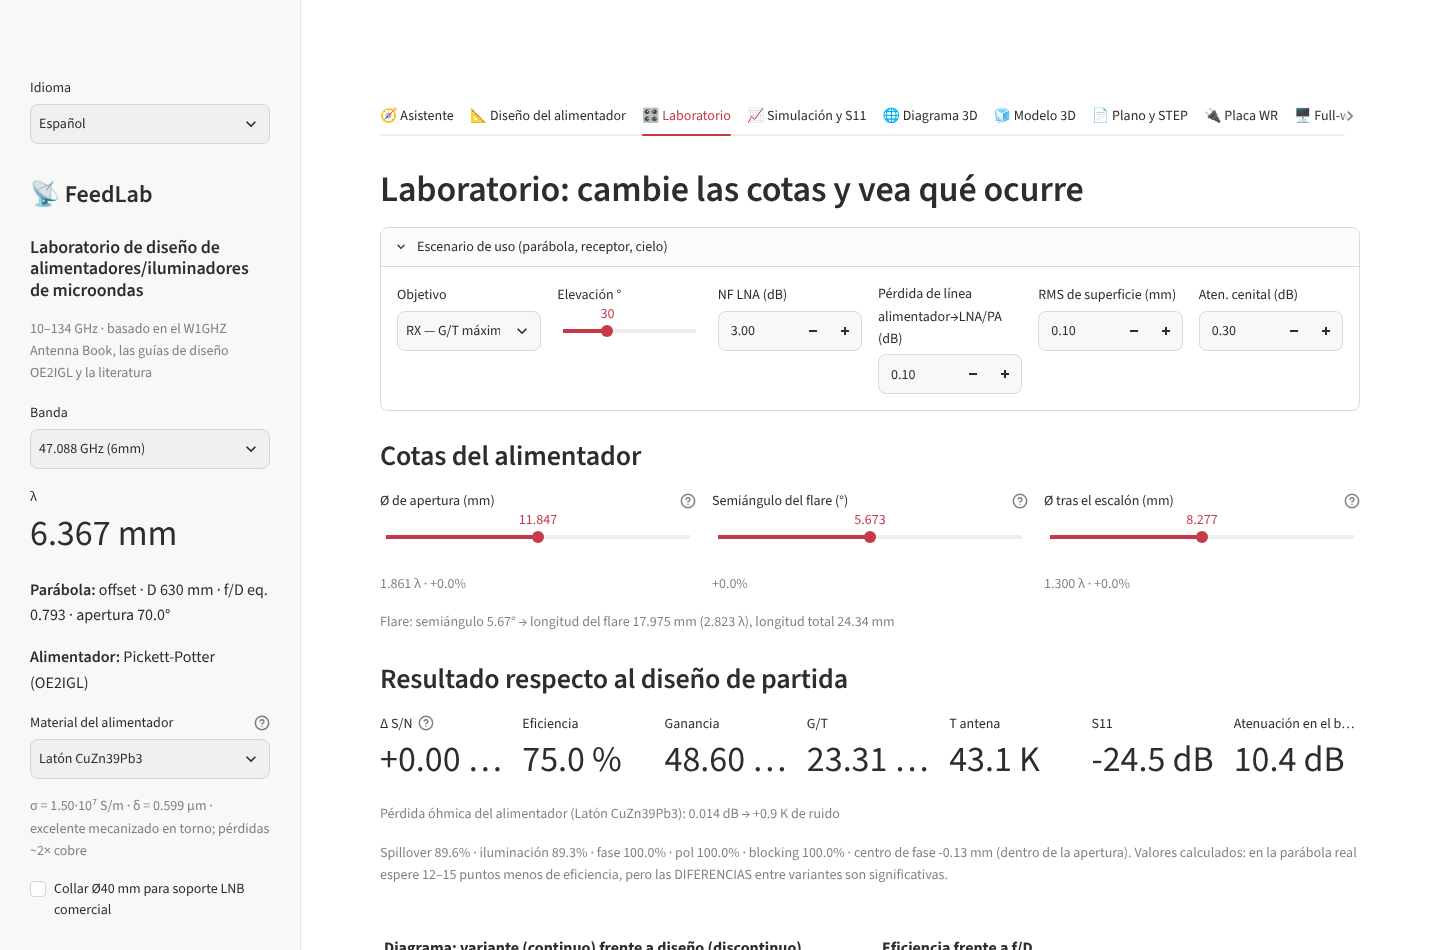 Idioma
Español
FeedLab
Laboratorio de diseño de
alimentadores/iluminadores
de microondas
10–134 GHz · basado en el W1GHZ
Antenna Book, las guías de diseño
OE2IGL y la literatura
Banda
47.088 GHz (6mm)
λ
6.367 mm
Parábola: offset · D 630 mm · f/D eq.
0.793 · apertura 70.0°
Alimentador: Pickett-Potter
(OE2IGL)
Material del alimentador
Latón CuZn39Pb3
σ = 1.50·10⁷ S/m · δ = 0.599 µm ·
excelente mecanizado en torno; pérdidas
~2× cobre
Collar Ø40 mm para soporte LNB
comercial
Asistente Diseño del alimentador Laboratorio Simulación y S11 Diagrama 3D Modelo 3D Plano y STEP Placa WR Full-w
Laboratorio: cambie las cotas y vea qué ocurre
Escenario de uso (parábola, receptor, cielo)
Objetivo
RX — G/T máxim
Elevación °
30
NF LNA (dB)
3.00
Pérdida de línea
alimentador→LNA/PA
(dB)
0.10
RMS de superficie (mm)
0.10
Aten. cenital (dB)
0.30
Cotas del alimentador
Ø de apertura (mm)
11.847
1.861 λ · +0.0%
Semiángulo del flare (°)
5.673
+0.0%
Ø tras el escalón (mm)
8.277
1.300 λ · +0.0%
Flare: semiángulo 5.67° → longitud del flare 17.975 mm (2.823 λ), longitud total 24.34 mm
Resultado respecto al diseño de partida
Δ S/N
+0.00 …
Eficiencia
75.0 %
Ganancia
48.60 …
G/T
23.31 …
T antena
43.1 K
S11
-24.5 dB
Atenuación en el b…
10.4 dB
Pérdida óhmica del alimentador (Latón CuZn39Pb3): 0.014 dB → +0.9 K de ruido
Spillover 89.6% · iluminación 89.3% · fase 100.0% · pol 100.0% · blocking 100.0% · centro de fase -0.13 mm (dentro de la apertura). Valores calculados: en la parábola real
espere 12–15 puntos menos de eficiencia, pero las DIFERENCIAS entre variantes son significativas.
Diagrama: variante (continuo) frente a diseño (discontinuo)
Eficiencia frente a f/D